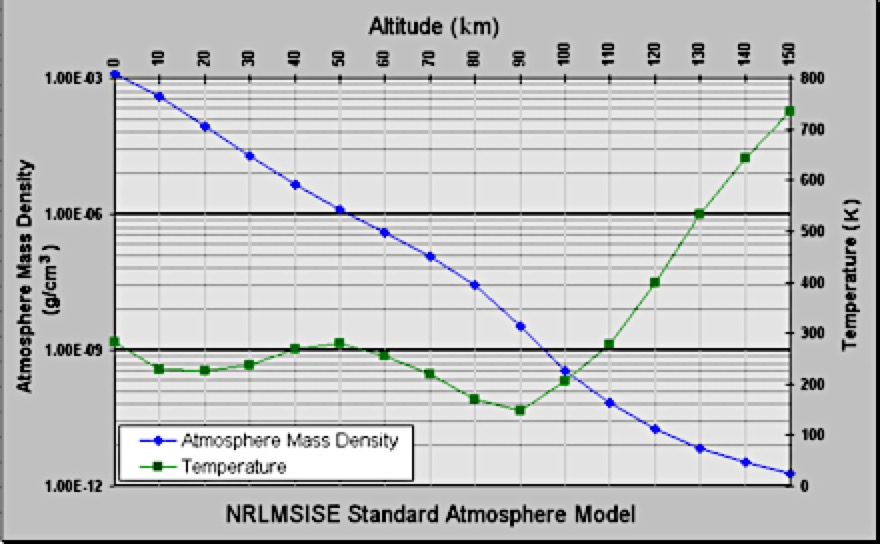 Altitude (km)
0 10 20 30 40 50 60 70 80 90 100 110 120 130 140 150
1.00E-03
1.00E-06
1.00E-09
1.00E-12
Atmosphere Mass Density
(g/cm³)
800
700
600
500
400
300
200
100
0
Temperature (K)
Atmosphere Mass Density
Temperature
NRLMSISE Standard Atmosphere Model